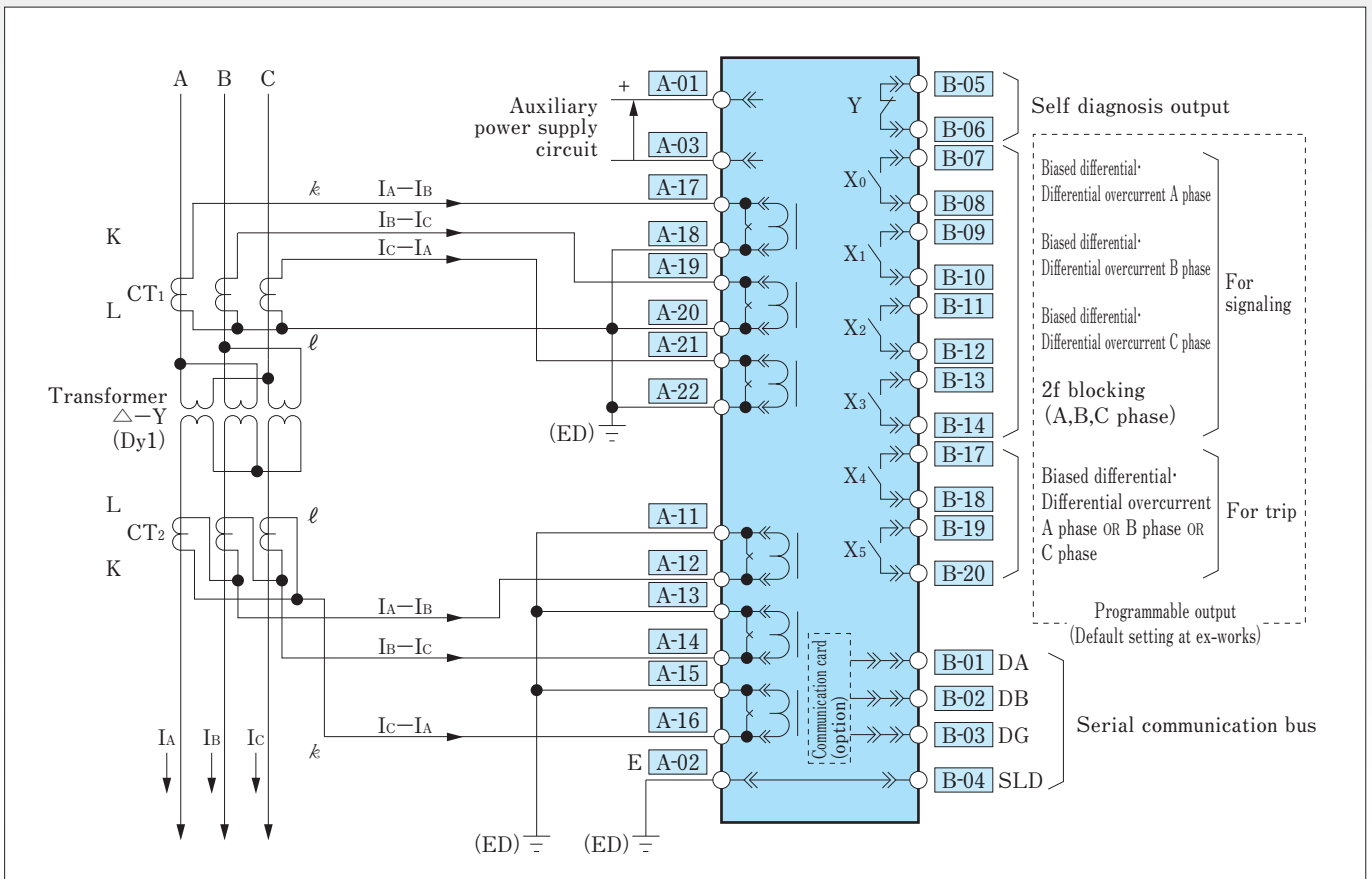 A B C
+ A-01
Auxiliary
power supply
circuit
A-03
k IA−IB A-17
IB−IC A-18
IC−IA A-19
K
CT1
L
A-20
ℓ A-21
A-22
(ED)
Transformer
△−Y
(Dy1)
L
CT2
K
ℓ
A-11
A-12
A-13
IA−IB
A-14
IB−IC
A-15
A-16
IC−IA
k
E A-02
IA IB IC
(ED) (ED)
Y
X0
X1
X2
X3
X4
X5
Communication card
(option)
B-05
B-06
Self diagnosis output
B-07
B-08
B-09
B-10
B-11
B-12
B-13
B-14
B-17
B-18
B-19
B-20
Biased differential·
Differential overcurrent A phase
Biased differential·
Differential overcurrent B phase
Biased differential·
Differential overcurrent C phase
2f blocking
(A,B,C phase)
For
signaling
Biased differential·
Differential overcurrent
A phase OR B phase OR
C phase
For trip
Programmable output
(Default setting at ex-works)
B-01 DA
B-02 DB
B-03 DG
B-04 SLD
Serial communication bus